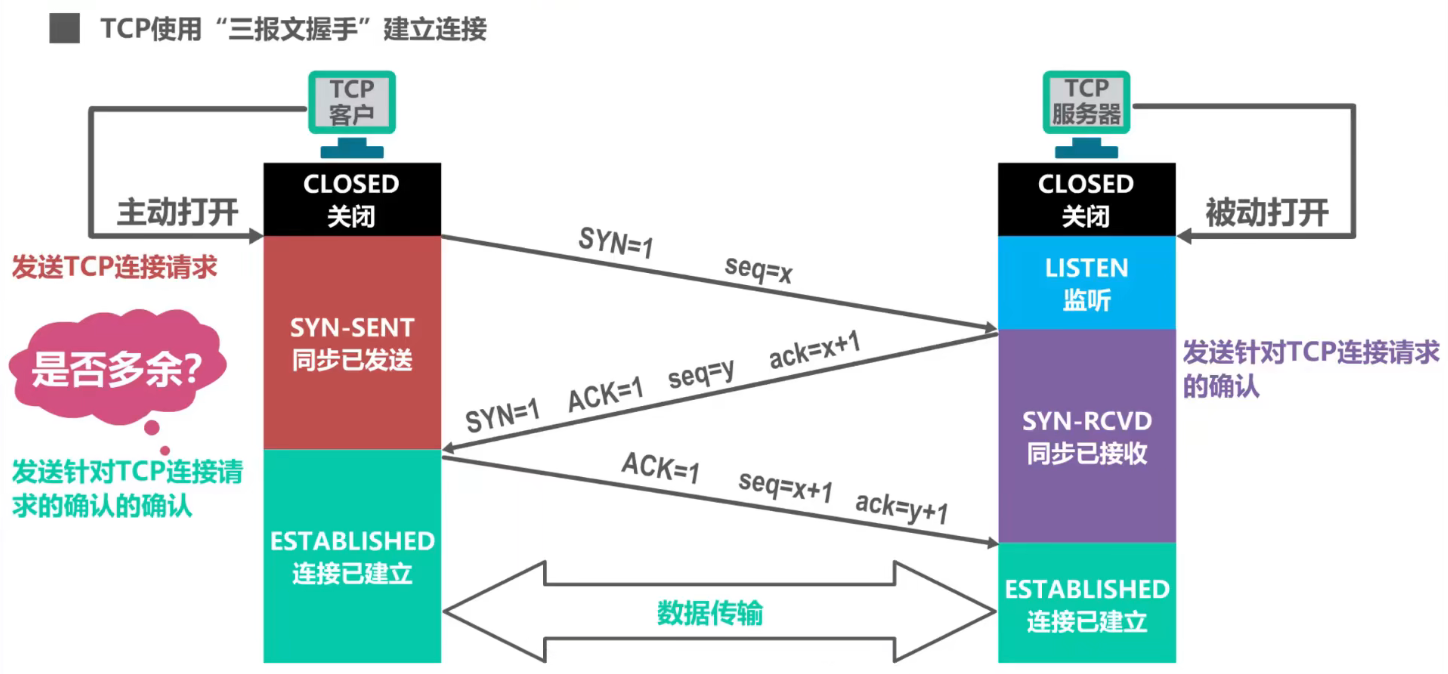 TCP使用“三报文握手”建立连接
TCP
客户
TCP
服务器
CLOSED
关闭
CLOSED
关闭
主动打开
被动打开
发送TCP连接请求
SYN=1 seq=x
LISTEN
监听
SYN-SENT
同步已发送
是否多余?
SYN=1 ACK=1 seq=y ack=x+1
发送针对TCP连接请求
的确认
SYN-RCVD
同步已接收
发送针对TCP连接请
求的确认的确认
ACK=1 seq=x+1 ack=y+1
ESTABLISHED
连接已建立
数据传输
ESTABLISHED
连接已建立